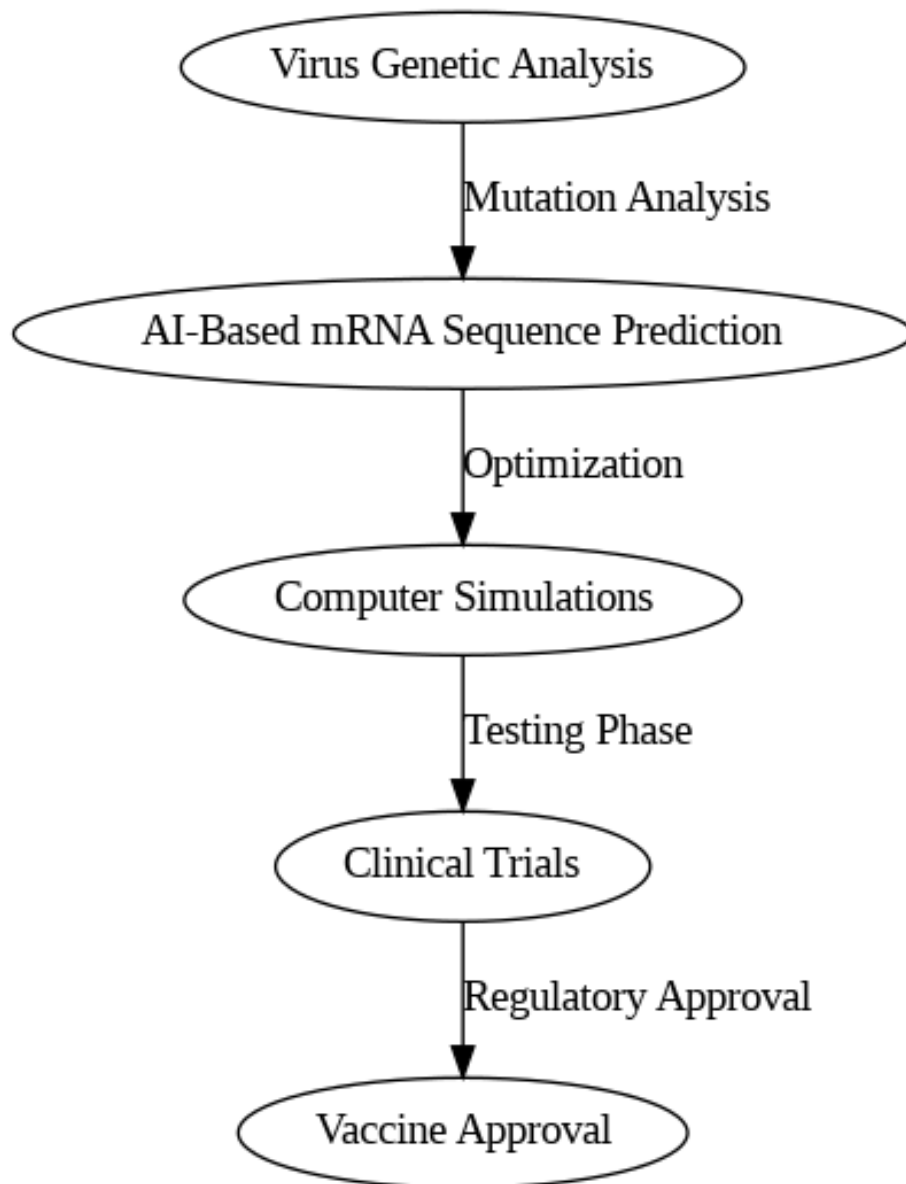 Virus Genetic Analysis
Mutation Analysis
AI-Based mRNA Sequence Prediction
Optimization
Computer Simulations
Testing Phase
Clinical Trials
Regulatory Approval
Vaccine Approval